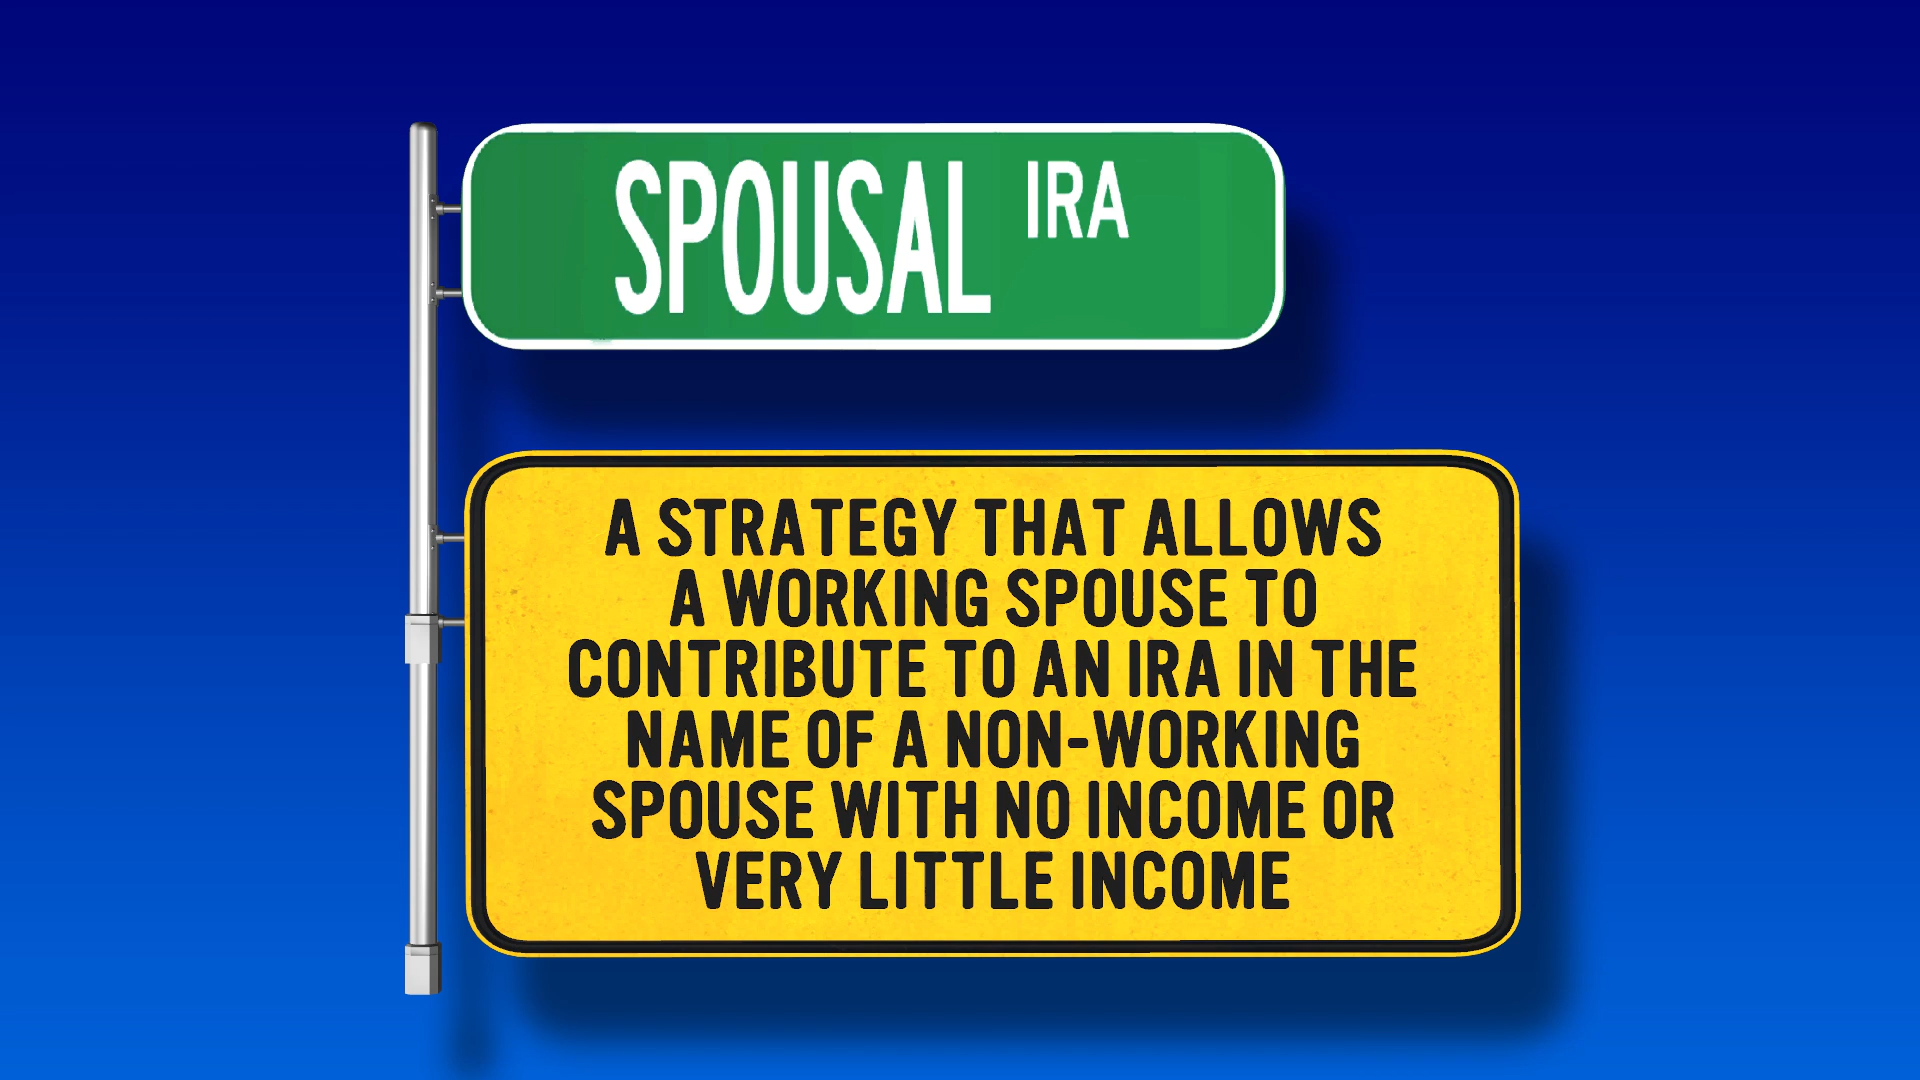 SPOUSAL IRA
A STRATEGY THAT ALLOWS
A WORKING SPOUSE TO
CONTRIBUTE TO AN IRA IN THE
NAME OF A NON-WORKING
SPOUSE WITH NO INCOME OR
VERY LITTLE INCOME